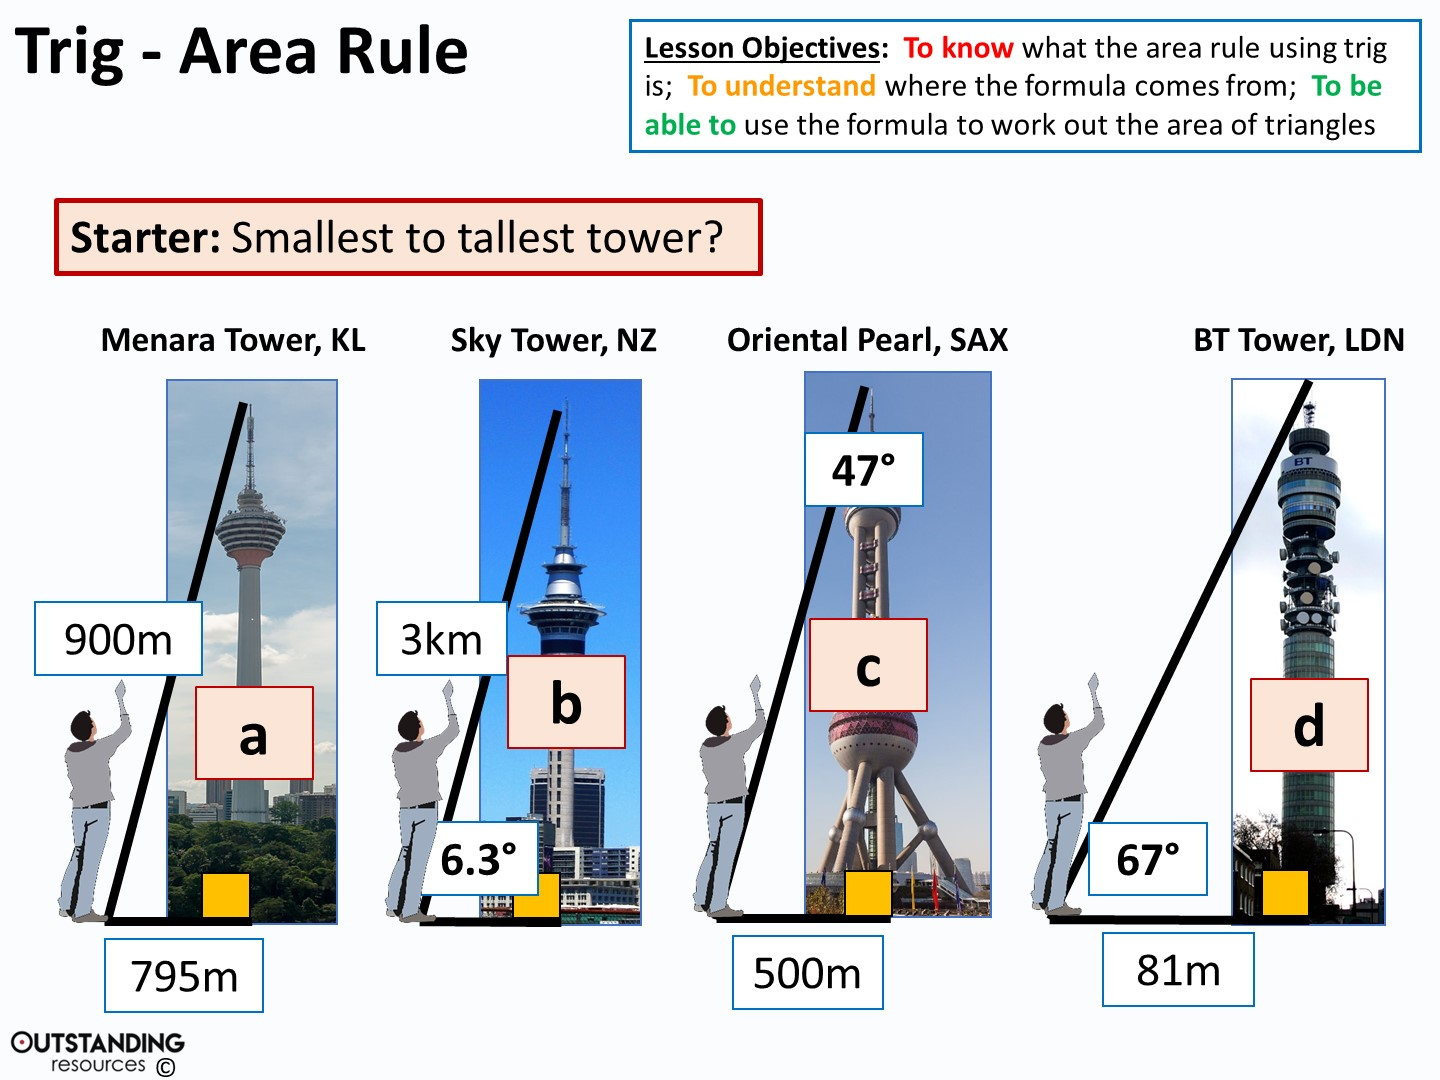 Trig - Area Rule
Lesson Objectives: To know what the area rule using trig
is; To understand where the formula comes from; To be
able to use the formula to work out the area of triangles
Starter: Smallest to tallest tower?
Menara Tower, KL
Sky Tower, NZ
Oriental Pearl, SAX
BT Tower, LDN
BT
47°
900m
3km
a
b
c
d
6.3°
67°
795m
500m
81m
OUTSTANDING
resources ©